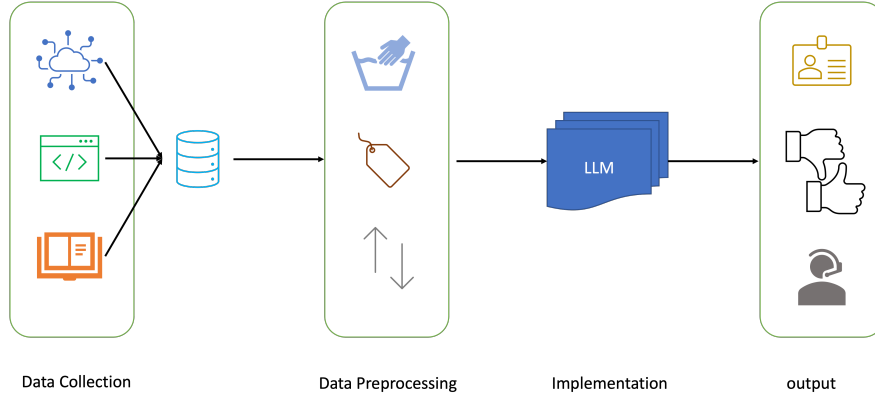 </>
LLM
Data Collection
Data Preprocessing
Implementation
output